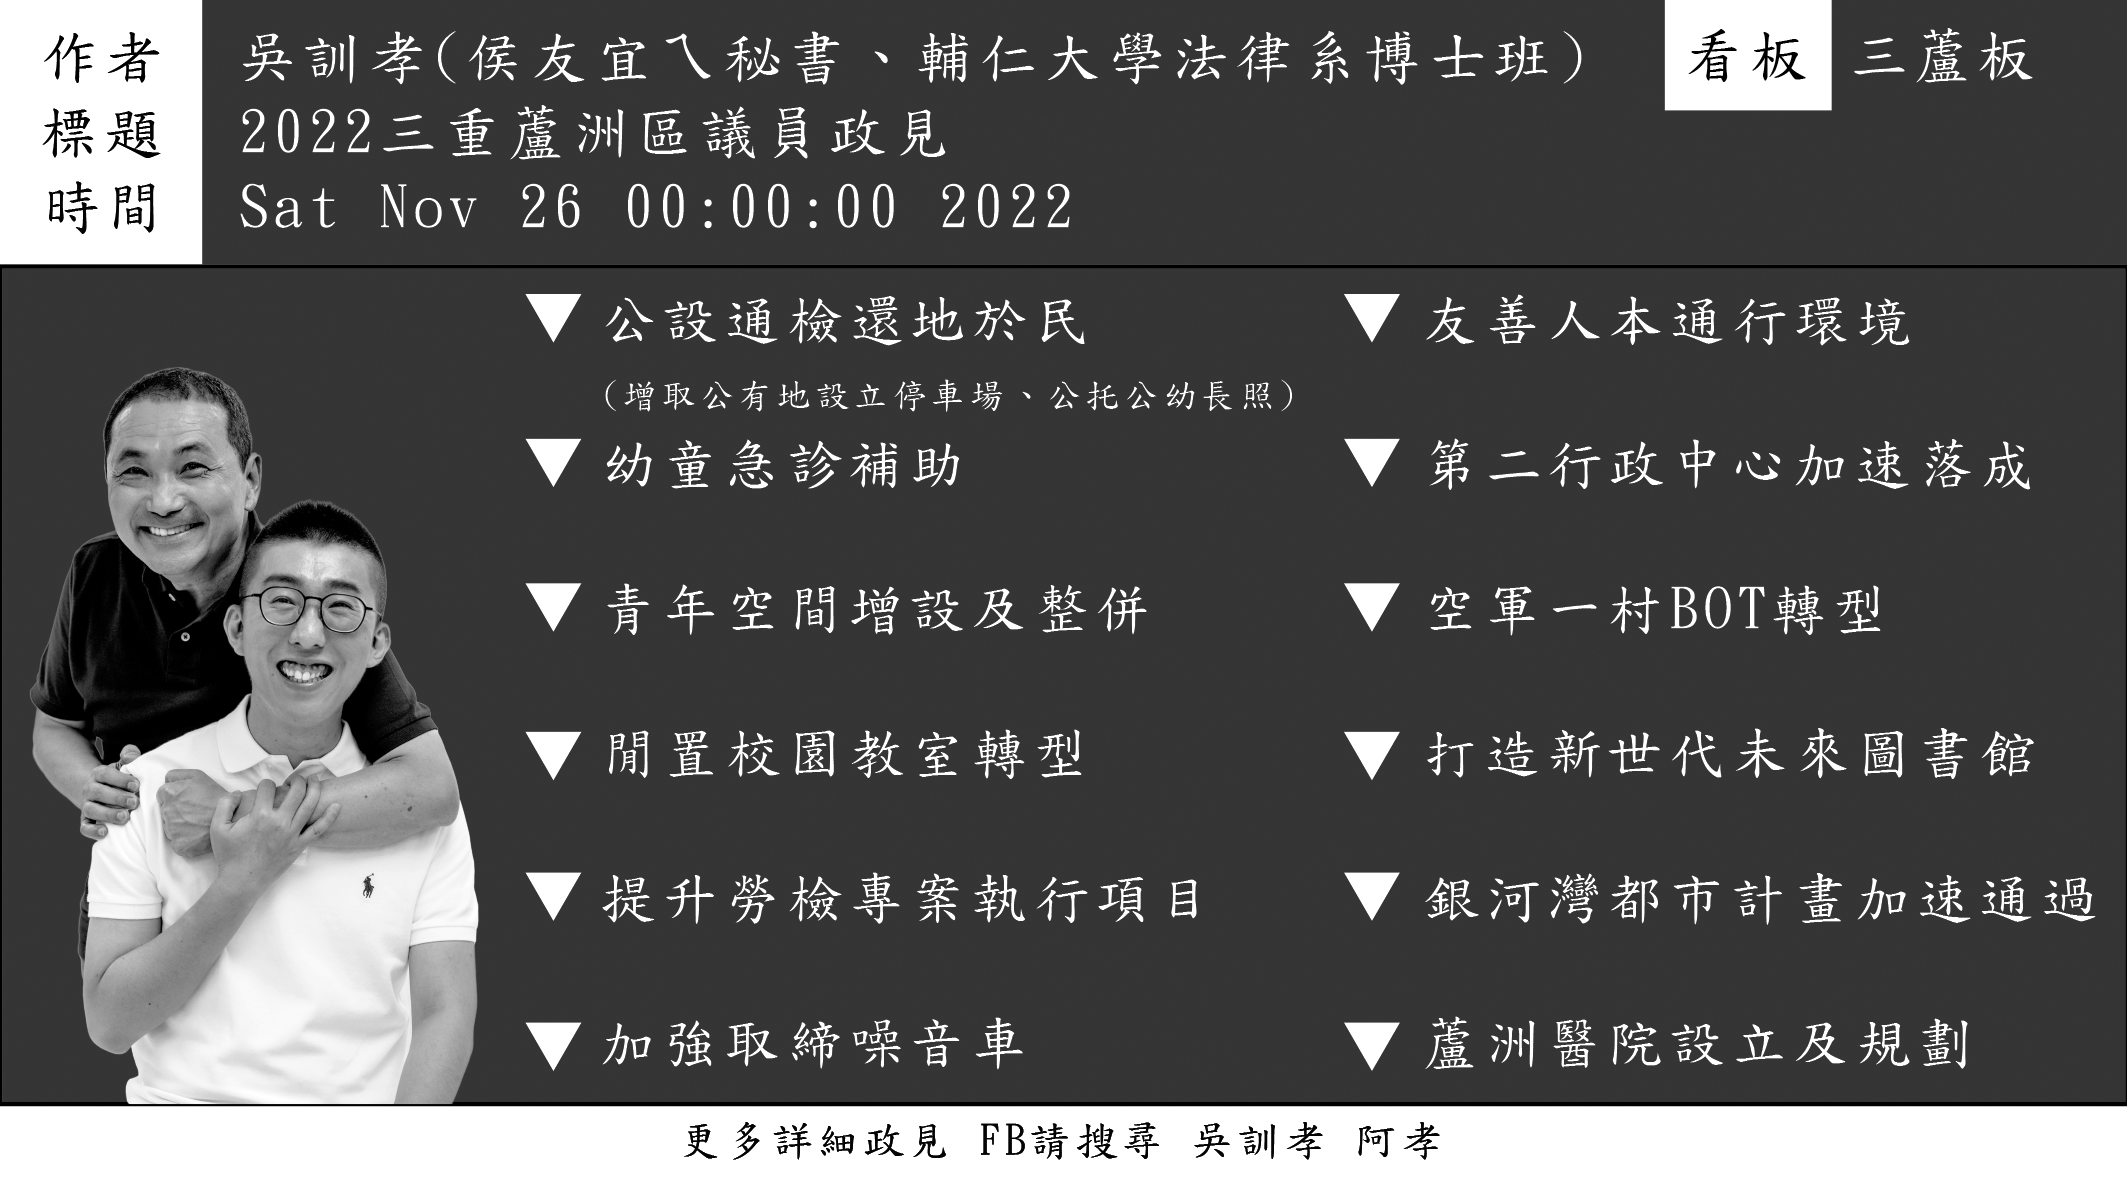 作者 吳訓孝(侯友宜ㄟ秘書、輔仁大學法律系博士班) 看板 三蘆板
標題 2022三重蘆洲區議員政見
時間 Sat Nov 26 00:00:00 2022
▼ 公設通檢還地於民
(增取公有地設立停車場、公托公幼長照)
▼ 幼童急診補助
▼ 青年空間增設及整併
▼ 閒置校園教室轉型
▼ 提升勞檢專案執行項目
▼ 加強取締噪音車
▼ 友善人本通行環境
▼ 第二行政中心加速落成
▼ 空軍一村BOT轉型
▼ 打造新世代未來圖書館
▼ 銀河灣都市計畫加速通過
▼ 蘆洲醫院設立及規劃
更多詳細政見 FB請搜尋 吳訓孝 阿孝